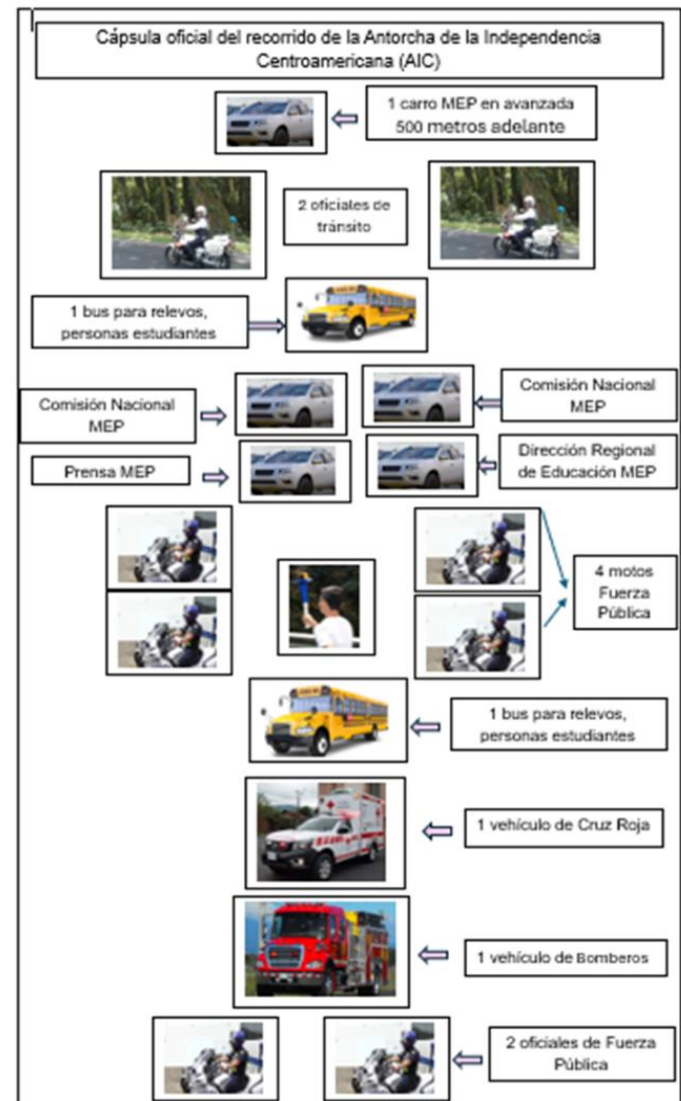 Cápsula oficial del recorrido de la Antorcha de la Independencia
Centroamericana (AIC)
1 carro MEP en avanzada
500 metros adelante
2 oficiales de
tránsito
1 bus para relevos,
personas estudiantes
Comisión Nacional
MEP
Comisión Nacional
MEP
Prensa MEP
Dirección Regional
de Educación MEP
4 motos
Fuerza
Pública
1 bus para relevos,
personas estudiantes
1 vehículo de Cruz Roja
1 vehículo de Bomberos
2 oficiales de Fuerza
Pública